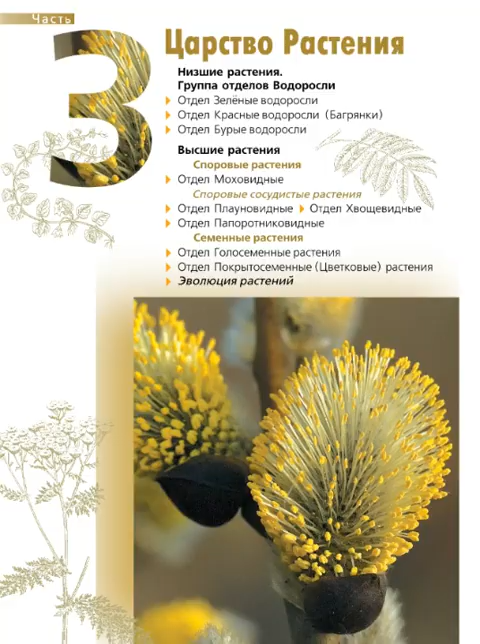 Часть
3
Царство Растения
Низшие растения.
Группа отделов Водоросли
Отдел Зелёные водоросли
Отдел Красные водоросли (Багрянки)
Отдел Бурые водоросли
Высшие растения
Споровые растения
Отдел Моховидные
Споровые сосудистые растения
Отдел Плауновидные Отдел Хвощевидные
Отдел Папоротниковидные
Семенные растения
Отдел Голосеменные растения
Отдел Покрытосеменные (Цветковые) растения
Эволюция растений